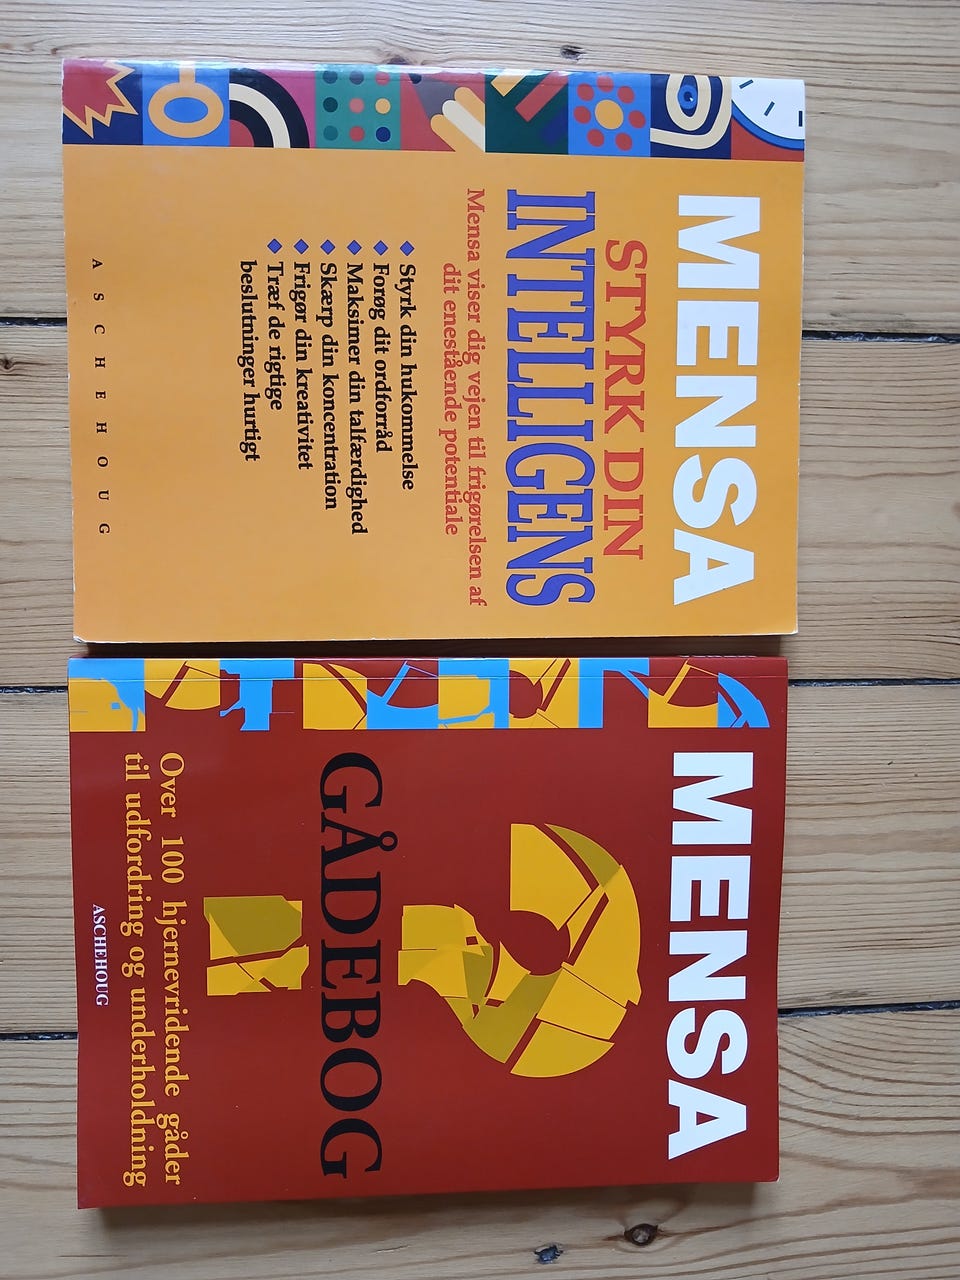 MENSA
STYRK DIN
INTELLIGENS
Mensa viser dig vejen til frigørelsen af
dit enestående potentiale
◆ Styrk din hukommelse
◆ Forøg dit ordforråd
◆ Maksimer din talfærdighed
◆ Skærp din koncentration
◆ Frigør din kreativitet
◆ Træf de rigtige
beslutninger hurtigt
ASCHEHOUG
MENSA
GÅDEBOG
Over 100 hjernevridende gåder
til udfordring og underholdning
ASCHEHOUG